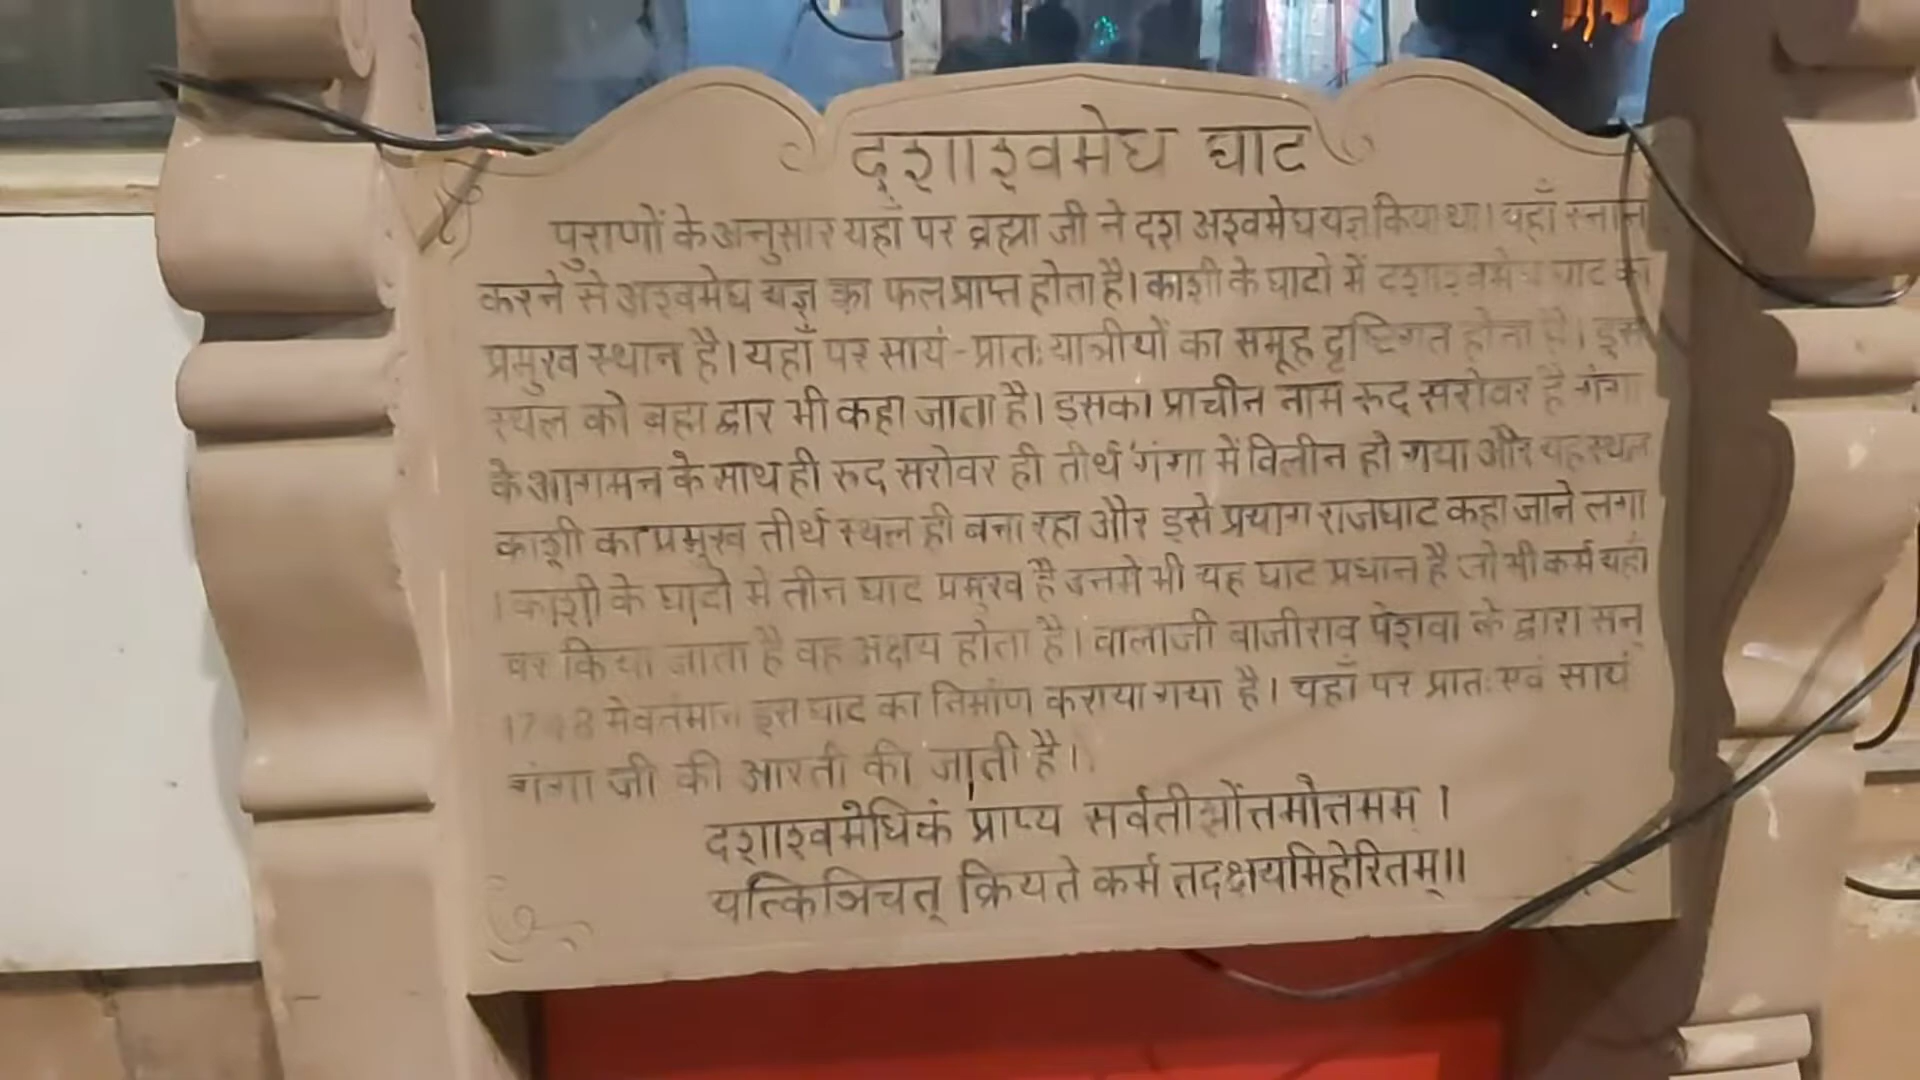 दशाश्वमेघ घाट
पुराणों के अनुसार यहाँ पर ब्रह्मा जी ने दश अश्वमेघ यज्ञ किया था। यहाँ स्नान
करने से अश्वमेघ यज्ञ का फल प्राप्त होता है। काशी के घाटो में दशाश्वमेघ घाट का
प्रमुख स्थान है। यहाँ पर सायं-प्रातः यात्रीयों का समूह दृष्टिगत होता है। इस
स्थल को ब्रह्म द्वार भी कहा जाता है। इसका प्राचीन नाम रुद सरोवर है गंगा
के आगमन के साथ ही रुद सरोवर ही तीर्थ गंगा में विलीन हो गया और यह स्थल
काशी का प्रमुख तीर्थ स्थल ही बना रहा और इसे प्रयाग राजघाट कहा जाने लगा
। काशी के घाटो मे तीन घाट प्रमुख है उनमे भी यह घाट प्रधान है जो भी कर्म यहाँ
पर किया जाता है वह अक्षय होता है। वालाजी बाजीराव पेशवा के द्वारा सन्
मे वर्तमान इस घाट का निर्माण कराया गया है। यहाँ पर प्रातः एवं सायं
गंगा जी की आरती की जाती है।
दशाश्वमेधिकं प्राप्य सर्वतीर्थोत्तमोत्तमम् ।
यत्किञ्चित् क्रियते कर्म तदक्षयमिहेरितम्॥